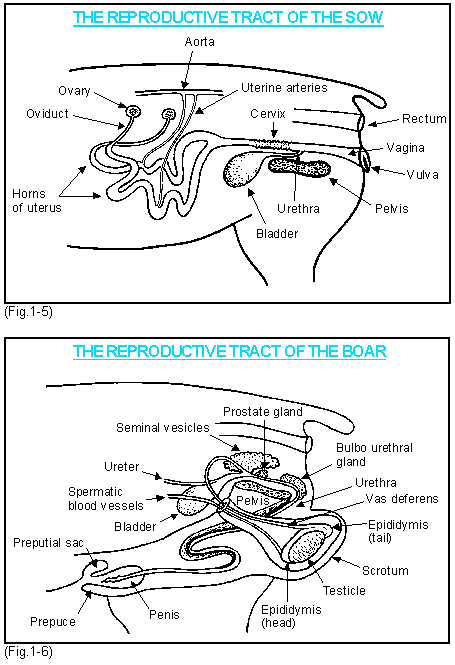 THE REPRODUCTIVE TRACT OF THE SOW
Aorta
Ovary
Uterine arteries
Oviduct
Cervix
Rectum
Vagina
Horns
of uterus
Vulva
Urethra
Pelvis
Bladder
(Fig.1-5)
THE REPRODUCTIVE TRACT OF THE BOAR
Prostate gland
Seminal vesicles
Bulbo urethral
gland
Ureter
Urethra
Spermatic
blood vessels
Pelvis
Vas deferens
Bladder
Epididymis
(tail)
Preputial sac
Scrotum
Testicle
Prepuce
Penis
Epididymis
(head)
(Fig.1-6)